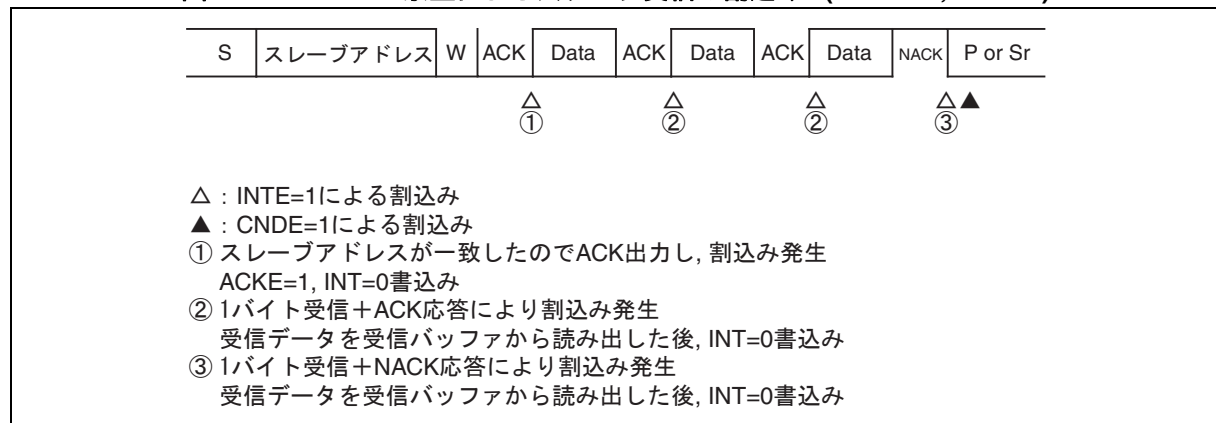 S スレーブアドレス W ACK Data ACK Data ACK Data NACK P or Sr
△ △ △ △▲
① ② ② ③
△：INTE=1による割込み
▲：CNDE=1による割込み
① スレーブアドレスが一致したのでACK出力し, 割込み発生
ACKE=1, INT=0書込み
② 1バイト受信＋ACK応答により割込み発生
受信データを受信バッファから読み出した後, INT=0書込み
③ 1バイト受信＋NACK応答により割込み発生
受信データを受信バッファから読み出した後, INT=0書込み